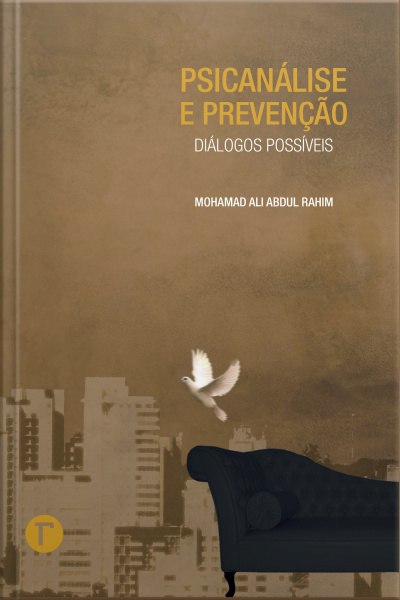 PSICANÁLISE
E PREVENÇÃO
DIÁLOGOS POSSÍVEIS
MOHAMAD ALI ABDUL RAHIM
T